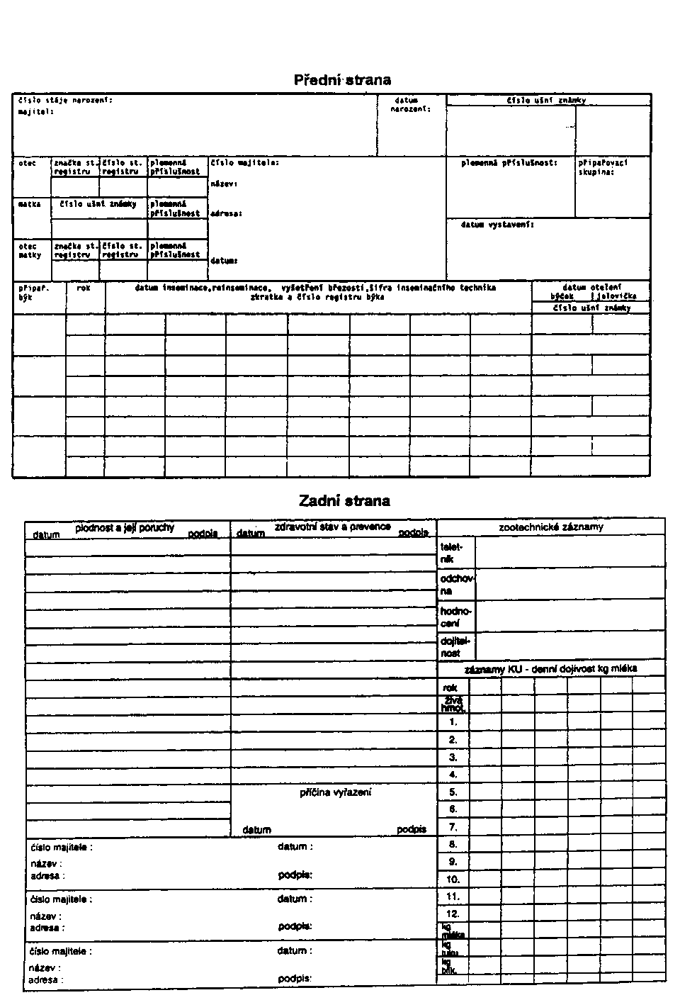 Přední strana
číslo stáje narození:
majitel:
datum
narození:
číslo ušní známky
otec
značka st.
registru
číslo st.
registru
plemenná
příslušnost
číslo majitele:
název:
adresa:
datum:
plemenná příslušnost:
připařovací
skupina:
matka
číslo ušní známky
plemenná
příslušnost
datum vystavení:
otec
matky
značka st.
registru
číslo st.
registru
plemenná
příslušnost
připař.
býk
rok
datum inseminace,reinseminace, vyšetření březosti,šifra inseminačního technika
zkratka a číslo registru býka
datum otelení
býček jalovička
číslo ušní známky
Zadní strana
plodnost a její poruchy
datum podpis
zdravotní stav a prevence
datum podpis
zootechnické záznamy
telet-
ník
odchov-
na
hodno-
cení
dojitel-
nost
záznamy KU - denní dojivost kg mléka
rok
živá
hmot.
1.
2.
3.
4.
5.
6.
7.
8.
9.
10.
11.
12.
kg
mléka
kg
tuku
kg
bílk.
příčina vyřazení
datum podpis
číslo majitele : datum :
název :
adresa : podpis:
číslo majitele : datum :
název :
adresa : podpis:
číslo majitele : datum :
název :
adresa : podpis: